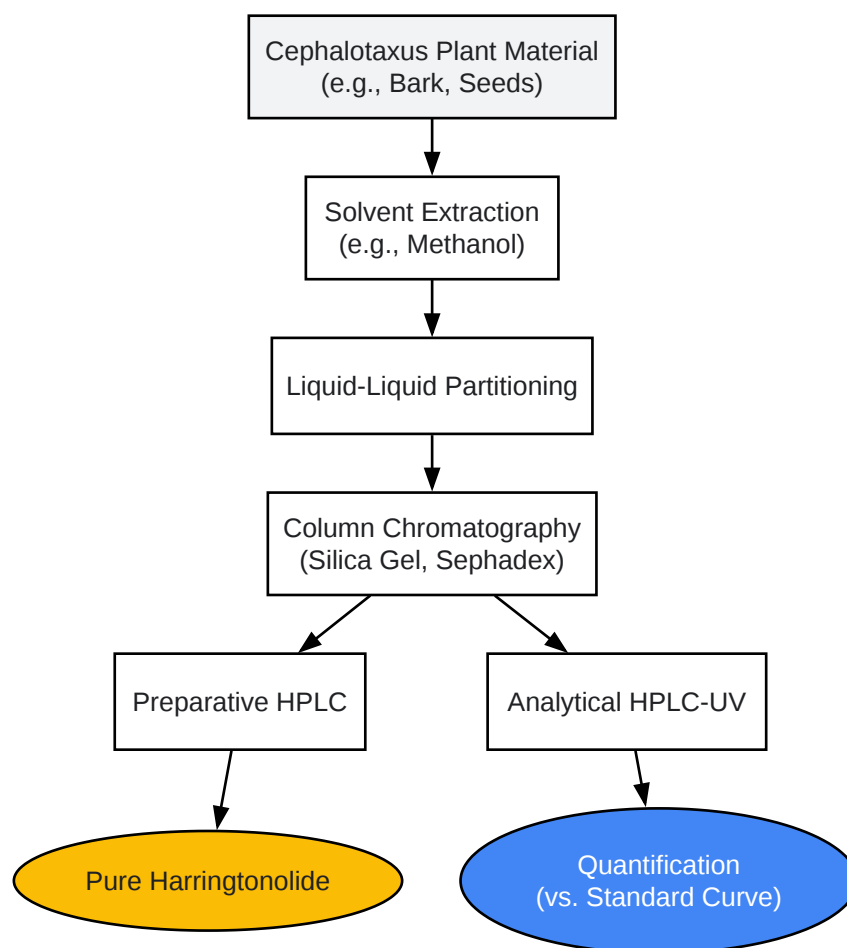 Cephalotaxus Plant Material
(e.g., Bark, Seeds)
Solvent Extraction
(e.g., Methanol)
Liquid-Liquid Partitioning
Column Chromatography
(Silica Gel, Sephadex)
Preparative HPLC
Analytical HPLC-UV
Pure Harringtonolide
Quantification
(vs. Standard Curve)